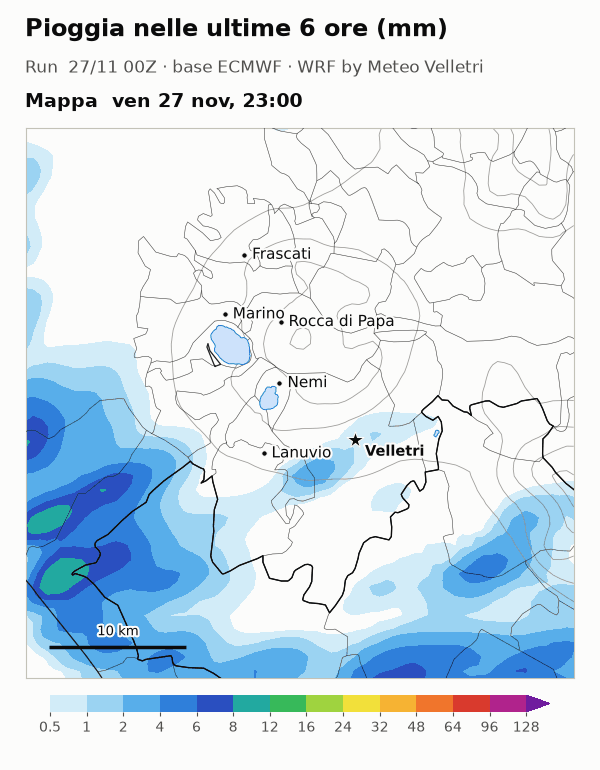 Pioggia nelle ultime 6 ore (mm)
Run  27/11 00Z · base ECMWF · WRF by Meteo Velletri
Mappa  ven 27 nov, 23:00
Frascati
Marino
Rocca di Papa
Nemi
Velletri
Lanuvio
10 km
0.5 1 2 4 6 8 12 16 24 32 48 64 96 128